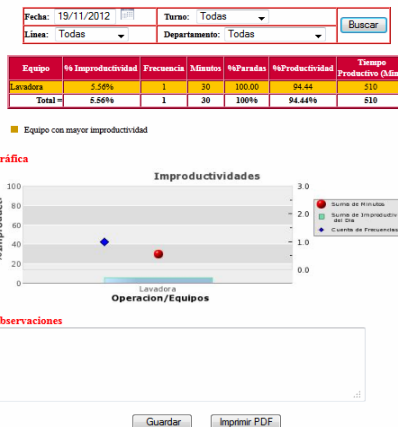 Fecha: 19/11/2012 Turno: Todas Buscar
Línea: Todas Departamento: Todas
Equipo %Improductividad Frecuencia Minutos %Paradas %Productividad Tiempo
Productivo (Min
Lavadora 5.56% 1 30 100.00 94.44 510
Total = 5.56% 1 30 100% 94.44% 510
Equipo con mayor improductividad
ráfica
Improductividades
100 3.0
80
60 2.0
40 1.0
20
0 0.0
Suma de Minutos
Suma de Improductiv
del Dia
Cuenta de Frecuencias
Lavadora
Operacion/Equipos
bservaciones
Guardar Imprimir PDF